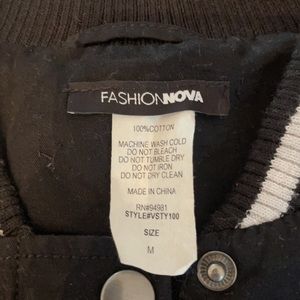 FASHIONNOVA
100%COTTON
MACHINE WASH COLD
DO NOT BLEACH
DO NOT TUMBLE DRY
DO NOT IRON
DO NOT DRY CLEAN
MADE IN CHINA
RN#94981
STYLE#VSTY100
SIZE
M